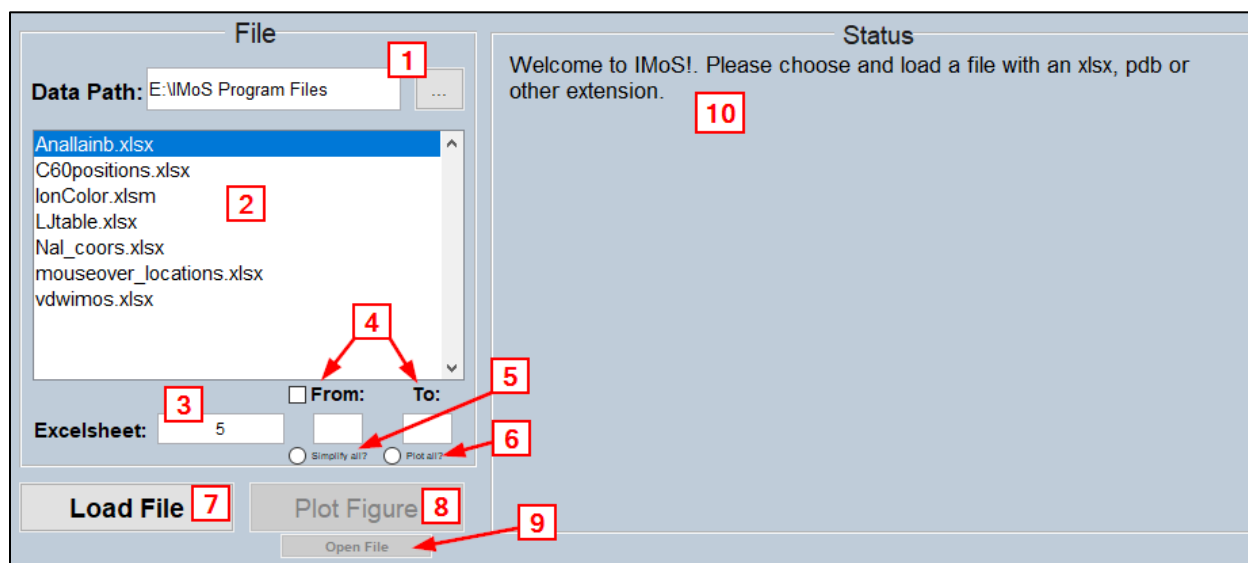 File
1
Data Path: E:\IMoS Program Files ...
Anallainb.xlsx
C60positions.xlsx
IonColor.xlsm
2
LJtable.xlsx
NaI_coors.xlsx
mouseover_locations.xlsx
vdwimos.xlsx
4
5
From: To:
3
Excelsheet: 5
6
Simplify all? Plot all?
Load File 7 Plot Figure 8
9
Open File
Status
Welcome to IMoS!. Please choose and load a file with an xlsx, pdb or
other extension.
10